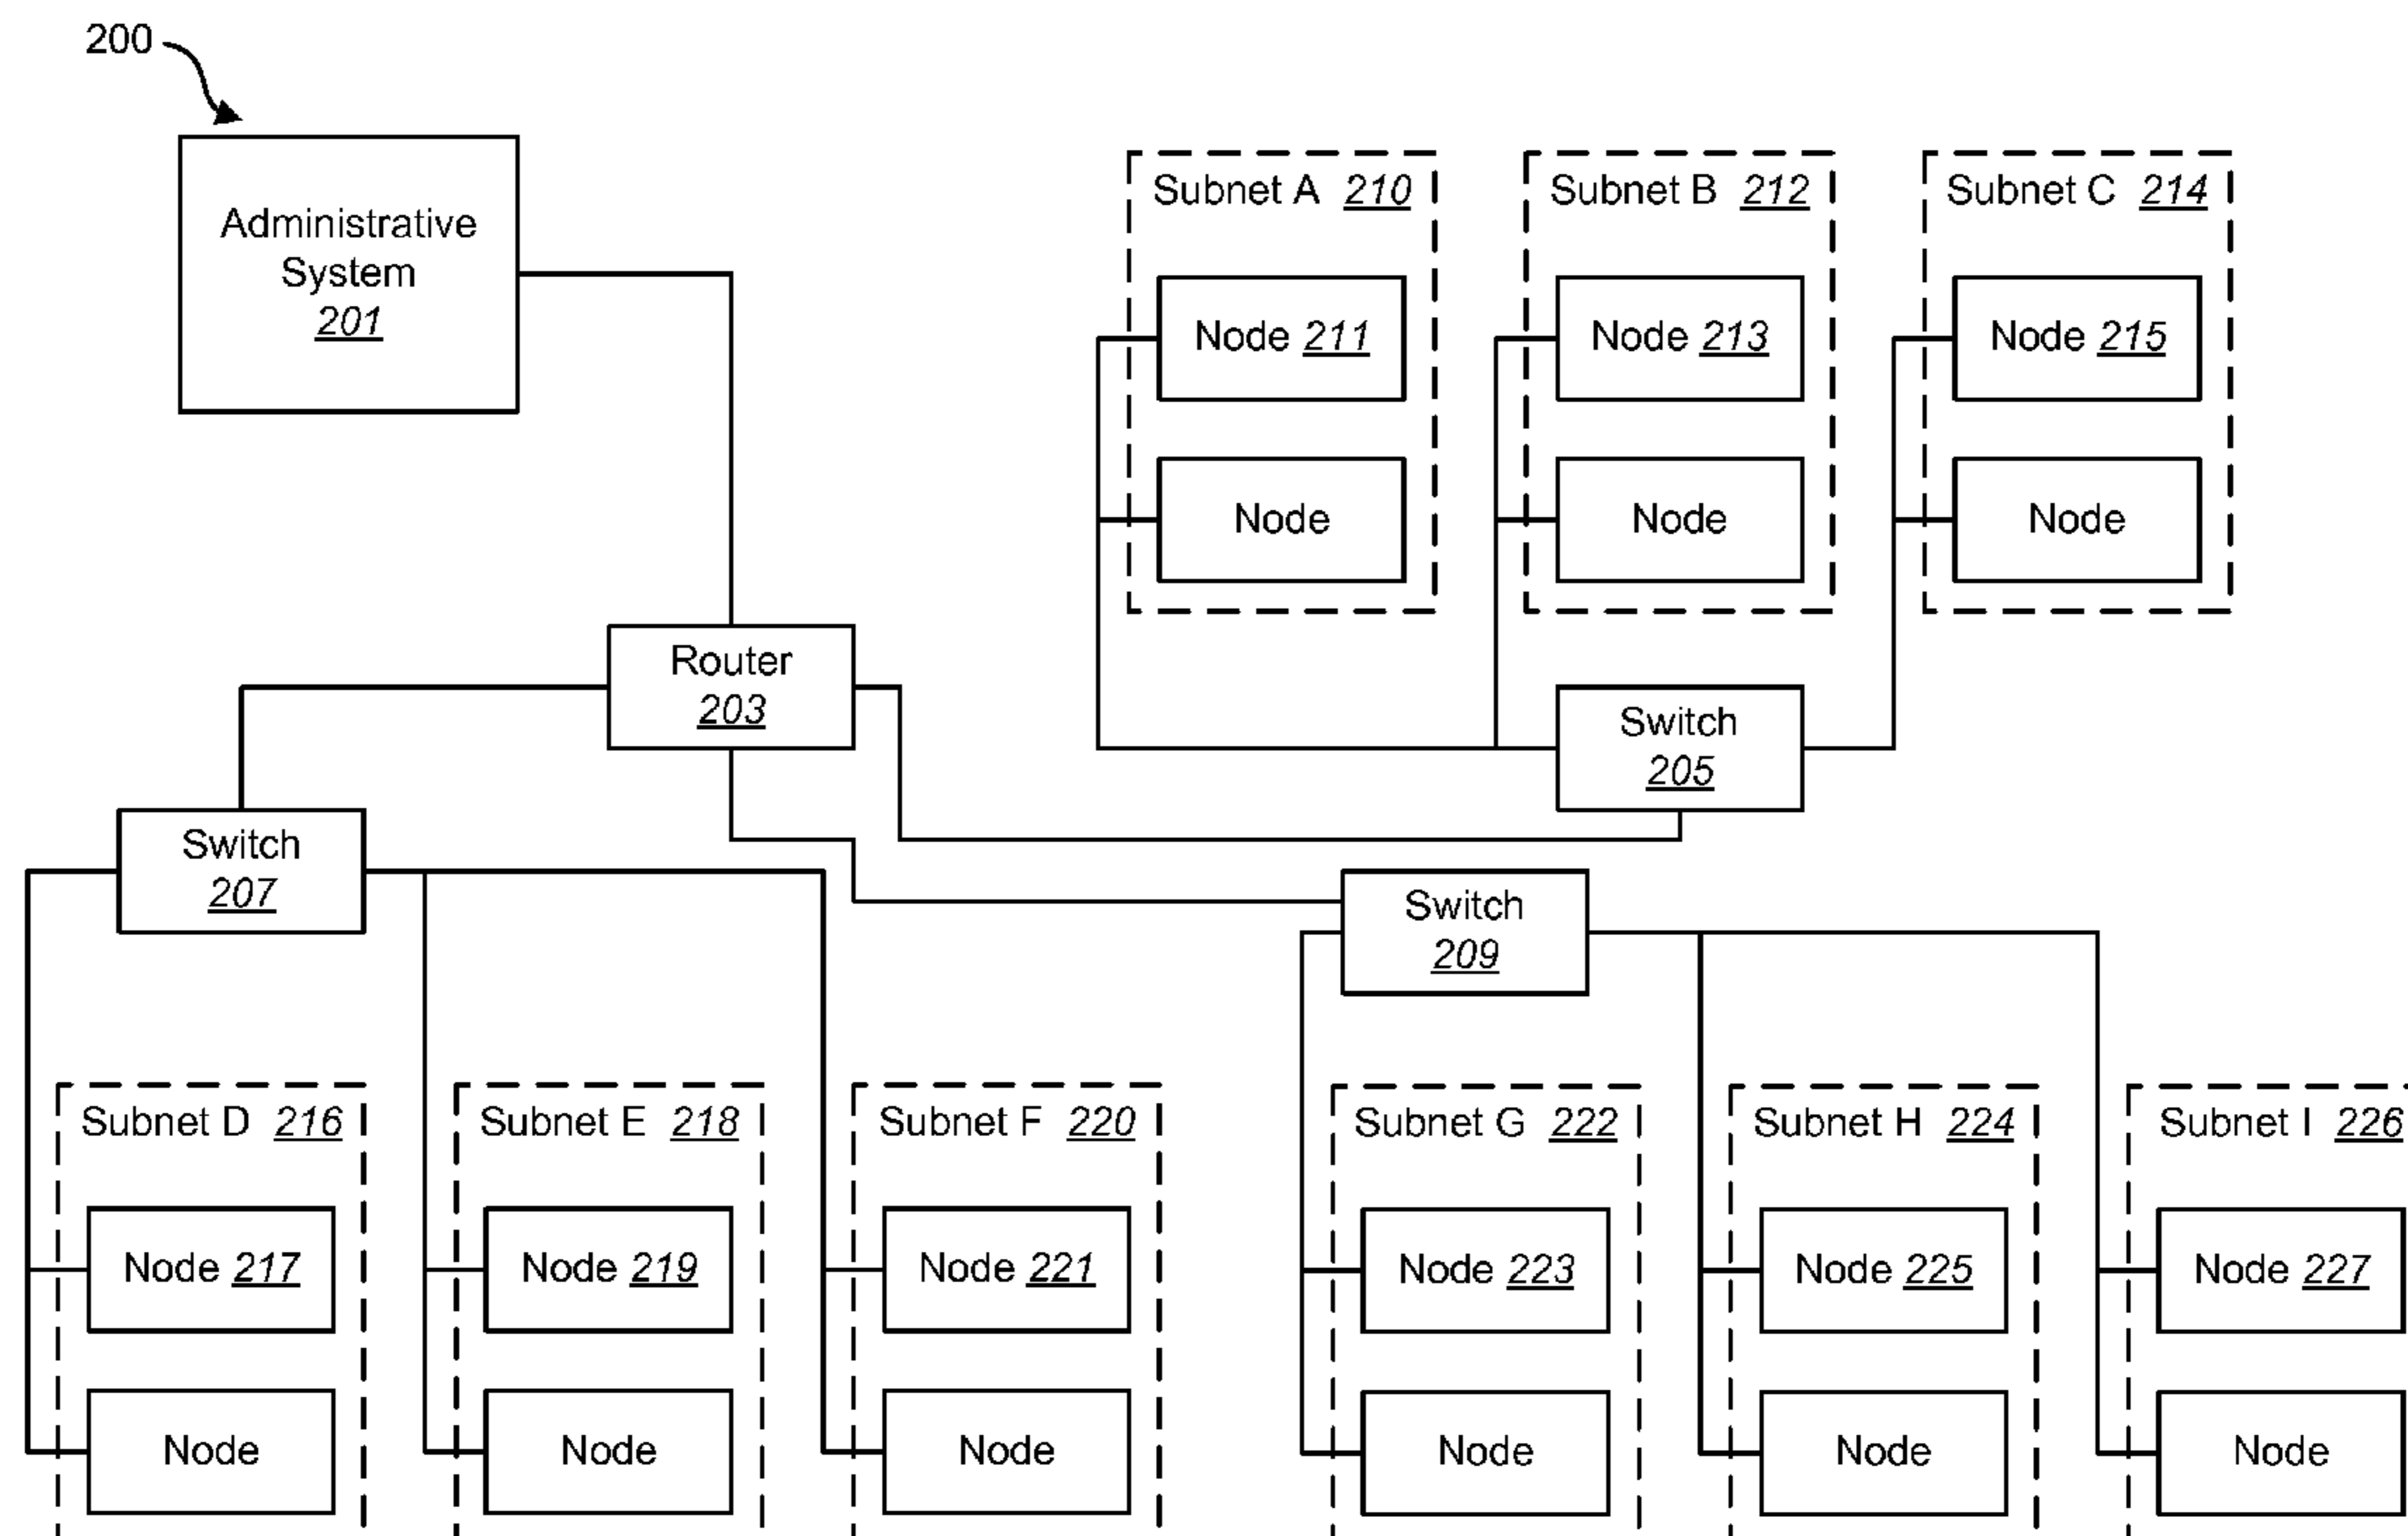 200
Administrative
System
201
Subnet A 210
Subnet B 212
Subnet C 214
Node 211
Node 213
Node 215
Node
Node
Node
Router
203
Switch
205
Switch
207
Switch
209
Subnet D 216
Subnet E 218
Subnet F 220
Subnet G 222
Subnet H 224
Subnet I 226
Node 217
Node 219
Node 221
Node 223
Node 225
Node 227
Node
Node
Node
Node
Node
Node